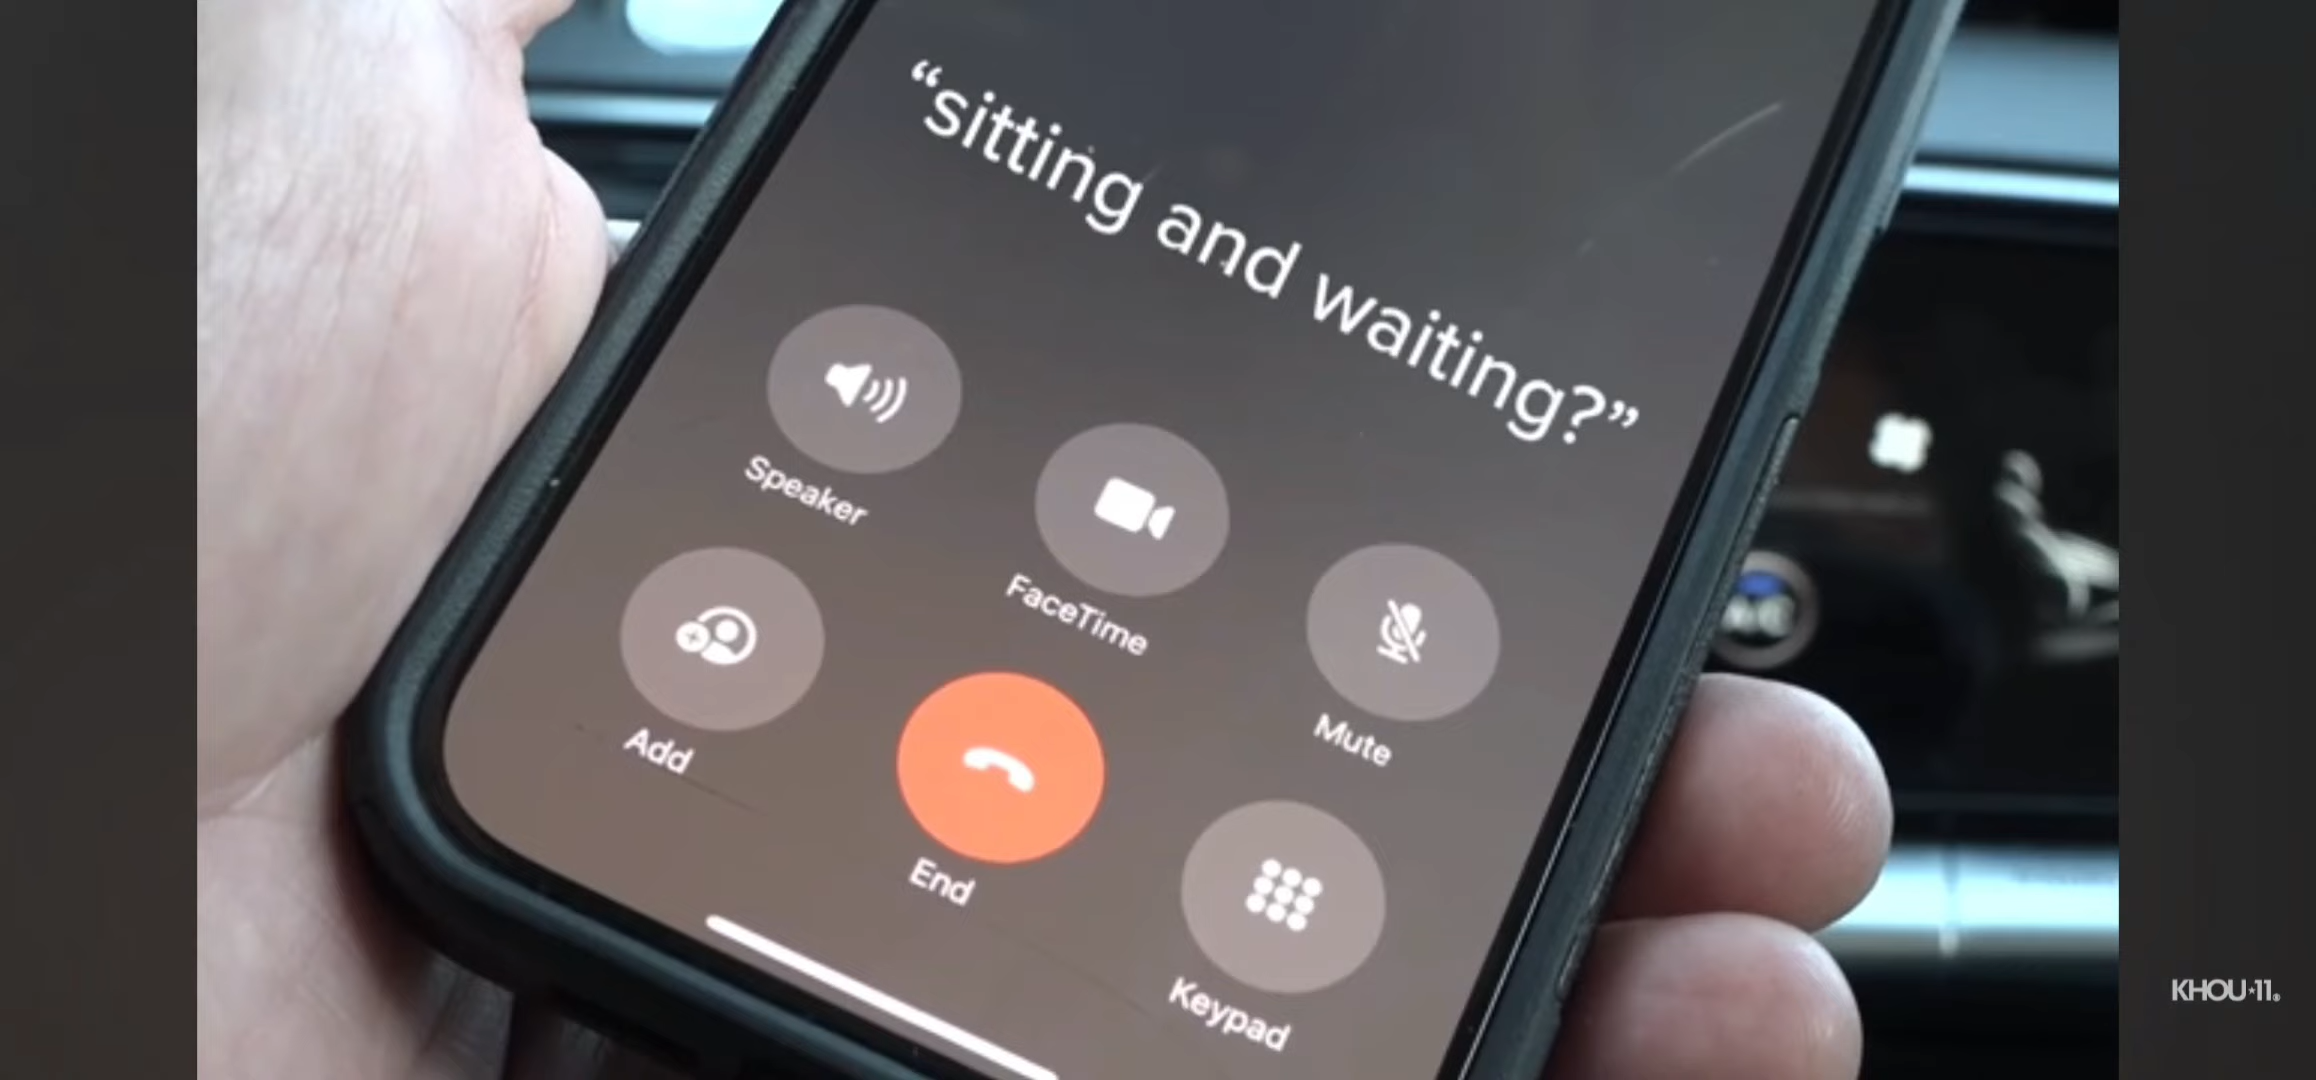 “sitting and waiting?”
Speaker
FaceTime
Mute
Add
End
Keypad
KHOU★11®